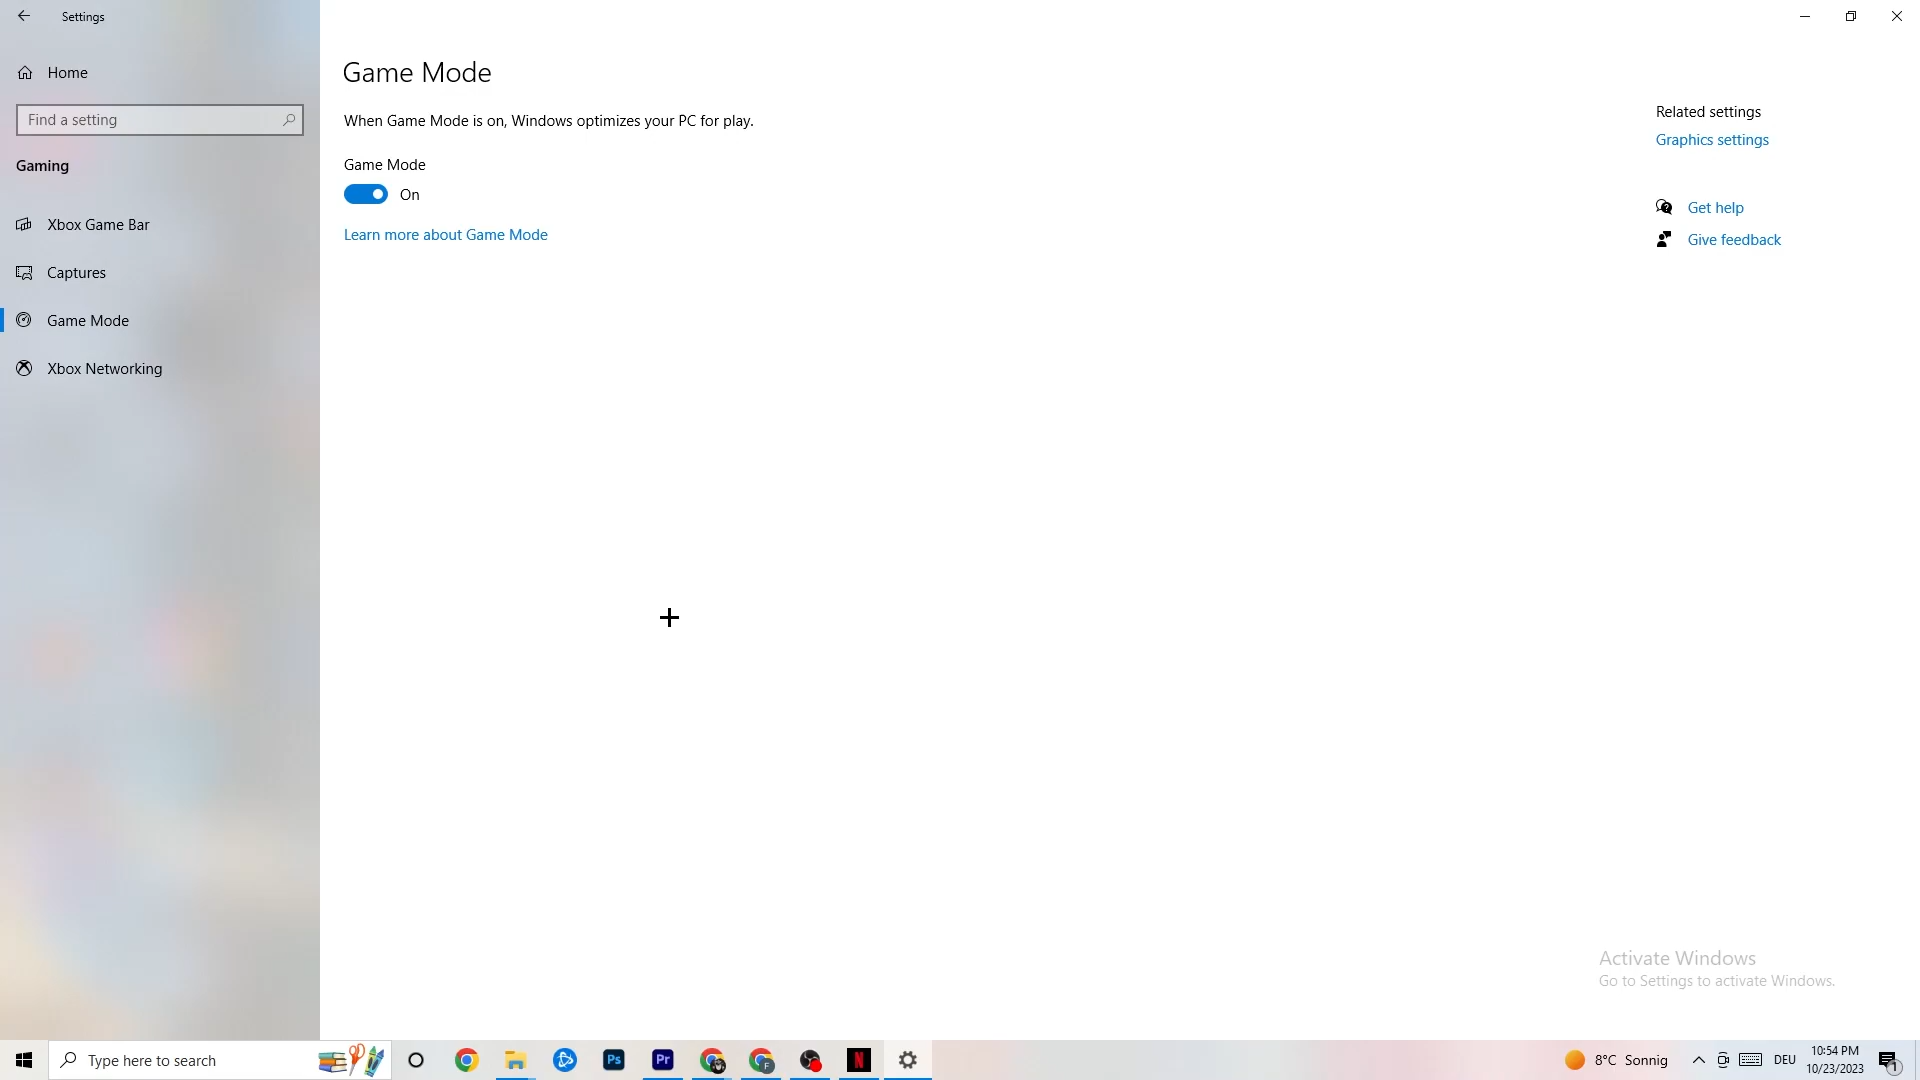 Settings
Home
Find a setting
Gaming
Xbox Game Bar
Captures
Game Mode
Xbox Networking
Game Mode
When Game Mode is on, Windows optimizes your PC for play.
Game Mode
On
Learn more about Game Mode
Related settings
Graphics settings
Get help
Give feedback
Activate Windows
Go to Settings to activate Windows.
Type here to search
Ps
Pr
F
N
8°C Sonnig
DEU
10:54 PM
10/23/2023
1